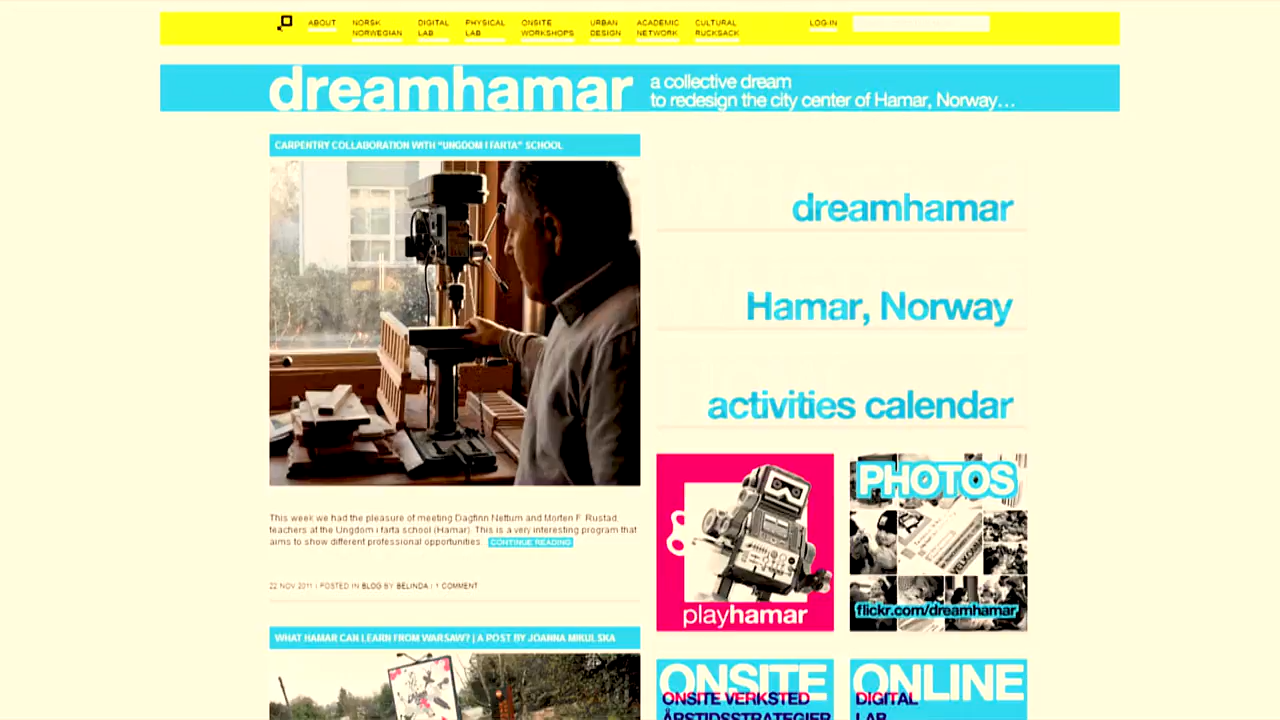 ABOUT
NORSK
NORWEGIAN
DIGITAL
LAB
PHYSICAL
LAB
ONSITE
WORKSHOPS
URBAN
DESIGN
ACADEMIC
NETWORK
CULTURAL
RUCKSACK
LOG-IN
dreamhamar
a collective dream
to redesign the city center of Hamar, Norway...
CARPENTRY COLLABORATION WITH "UNGDOM I FARTA" SCHOOL
This week we had the pleasure of meeting Dagfinn Nettum and Morten F. Rustad,
teachers at the Ungdom i farta school (Hamar). This is a very interesting program that
aims to show different professional opportunities... CONTINUE READING
22 NOV 2011 | POSTED IN BLOG BY BELINDA | 1 COMMENT
WHAT HAMAR CAN LEARN FROM WARSAW? | A POST BY JOANNA MIKULSKA
dreamhamar
Hamar, Norway
activities calendar
playhamar
PHOTOS
flickr.com/dreamhamar
ONSITE
ONSITE VERKSTED
ÅRSTIDSSTRATEGIER
ONLINE
DIGITAL
LAB